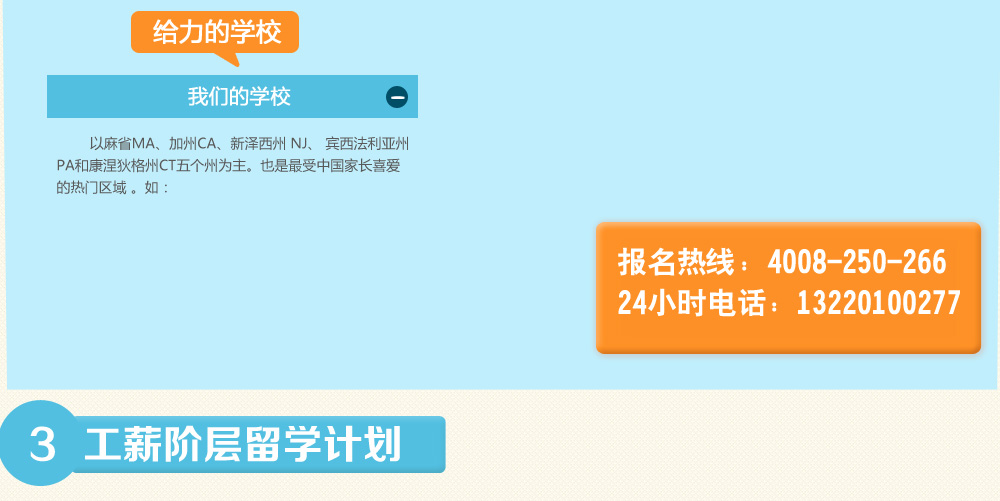 给力的学校
我们的学校
以麻省MA、加州CA、新泽西州 NJ、 宾西法利亚州
PA和康涅狄格州CT五个州为主。也是最受中国家长喜爱
的热门区域 。如：
报名热线：4008-250-266
24小时电话：13220100277
3 工薪阶层留学计划